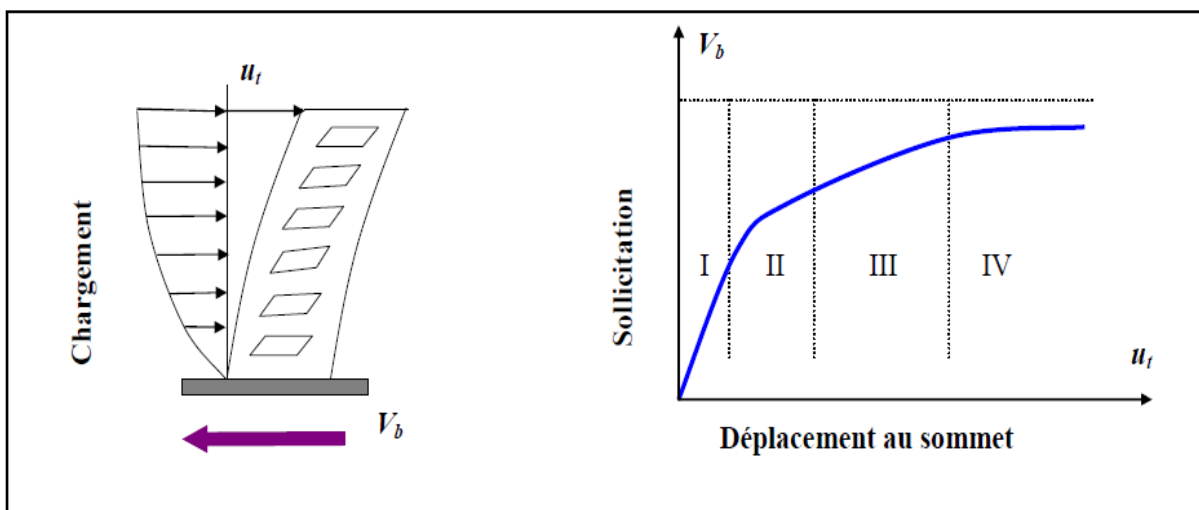 u_t
Chargement
V_b
V_b
Sollicitation
I
II
III
IV
u_t
Déplacement au sommet